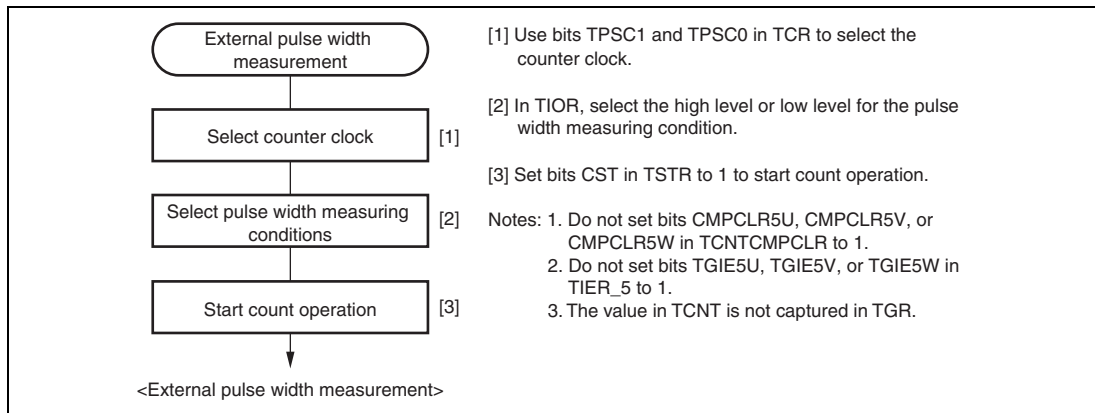 External pulse width
measurement
Select counter clock
[1]
Select pulse width measuring
conditions
[2]
Start count operation
[3]
<External pulse width measurement>
[1] Use bits TPSC1 and TPSC0 in TCR to select the
counter clock.
[2] In TIOR, select the high level or low level for the pulse
width measuring condition.
[3] Set bits CST in TSTR to 1 to start count operation.
Notes: 1. Do not set bits CMPCLR5U, CMPCLR5V, or
CMPCLR5W in TCNTCMPCLR to 1.
2. Do not set bits TGIE5U, TGIE5V, or TGIE5W in
TIER_5 to 1.
3. The value in TCNT is not captured in TGR.